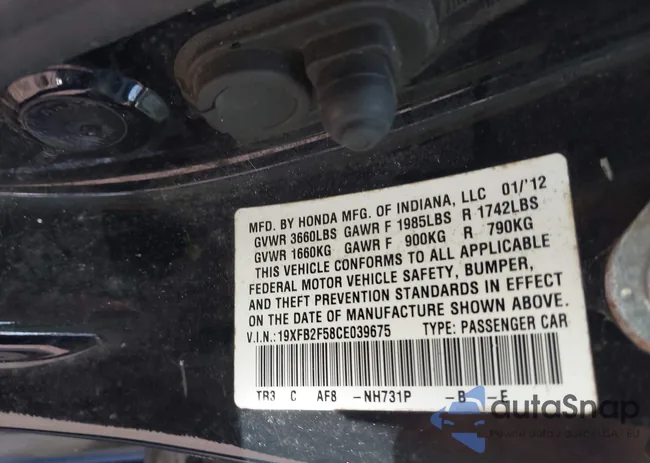 MFD. BY HONDA MFG. OF INDIANA, LLC 01/'12
GVWR 3660LBS GAWR F 1985LBS R 1742LBS
GVWR 1660KG GAWR F 900KG R 790KG
THIS VEHICLE CONFORMS TO ALL APPLICABLE
FEDERAL MOTOR VEHICLE SAFETY, BUMPER,
AND THEFT PREVENTION STANDARDS IN EFFECT
ON THE DATE OF MANUFACTURE SHOWN ABOVE.
V.I.N.:19XFB2F58CE039675 TYPE: PASSENGER CAR
TR3 C AF8 -NH731P -B -E
autoSnap